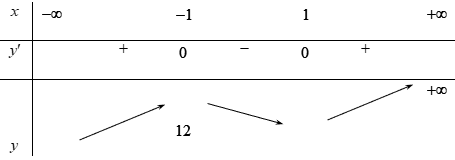 x −∞ −1 1 +∞
y′ + 0 − 0 +
+∞
12
y